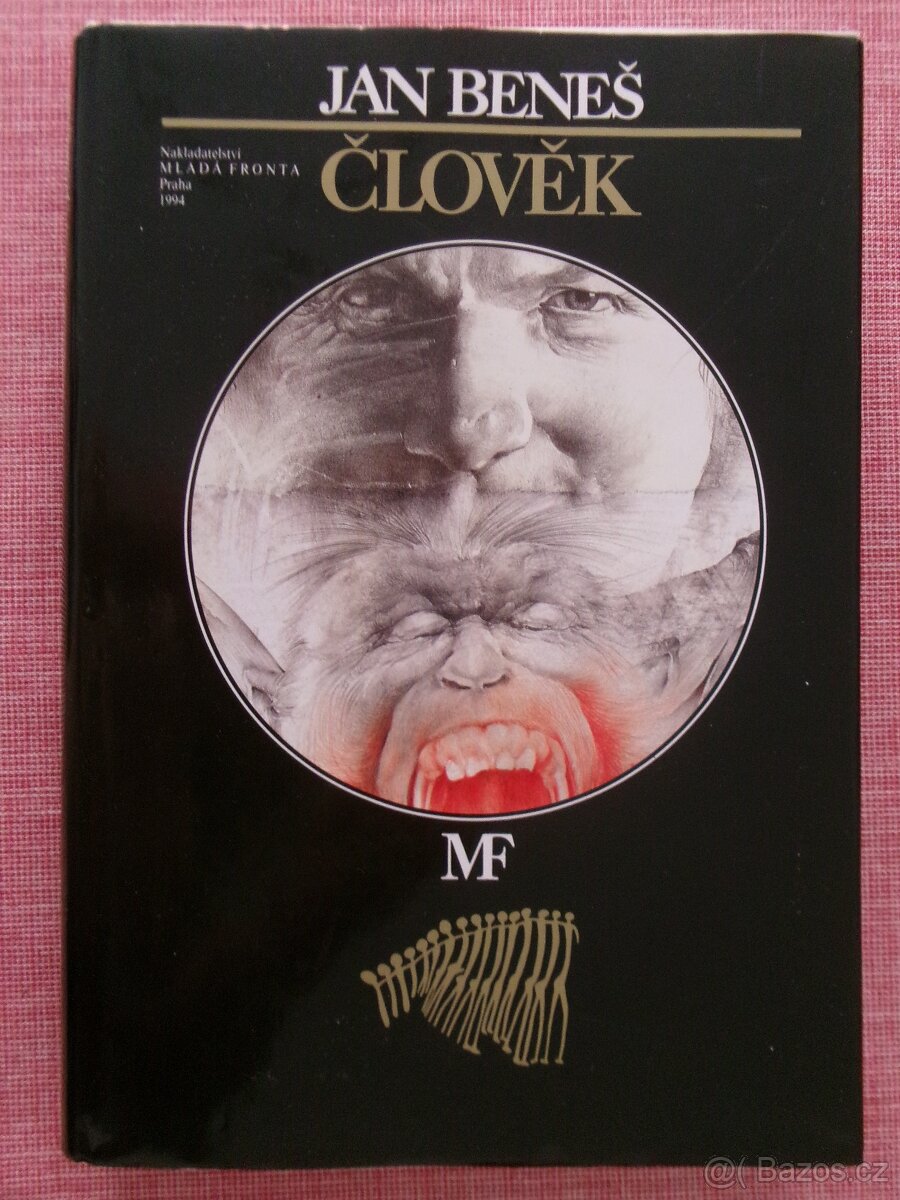 JAN BENEŠ
Nakladatelství
MLADÁ FRONTA
Praha
1994
ČLOVĚK
MF
@( Bazos.cz